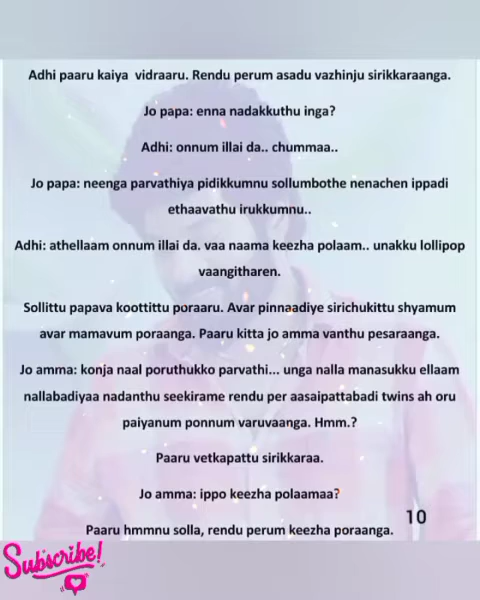 Adhi paaru kaiya vidraaru. Rendu perum asadu vazhinju sirikkaraanga.
Jo papa: enna nadakkuthu inga?
Adhi: onnum illai da.. chummaa..
Jo papa: neenga parvathiya pidikkumnu sollumbothe nenachen ippadi
ethaavathu irukkumnu..
Adhi: athellaam onnum illai da. vaa naama keezha polaam.. unakku lollipop
vaangitharen.
Sollittu papava koottittu poraaru. Avar pinnaadiye sirichukittu shyamum
avar mamavum poraanga. Paaru kitta jo amma vanthu pesaraanga.
Jo amma: konja naal poruthukko parvathi... unga nalla manasukku ellaam
nallabadiyaa nadanthu seekirame rendu per aasaipattabadi twins ah oru
paiyanum ponnum varuvaanga. Hmm.?
Paaru vetkapattu sirikkaraa.
Jo amma: ippo keezha polaamaa?
10
Paaru hmmnu solla, rendu perum keezha poraanga.
Subscribe!